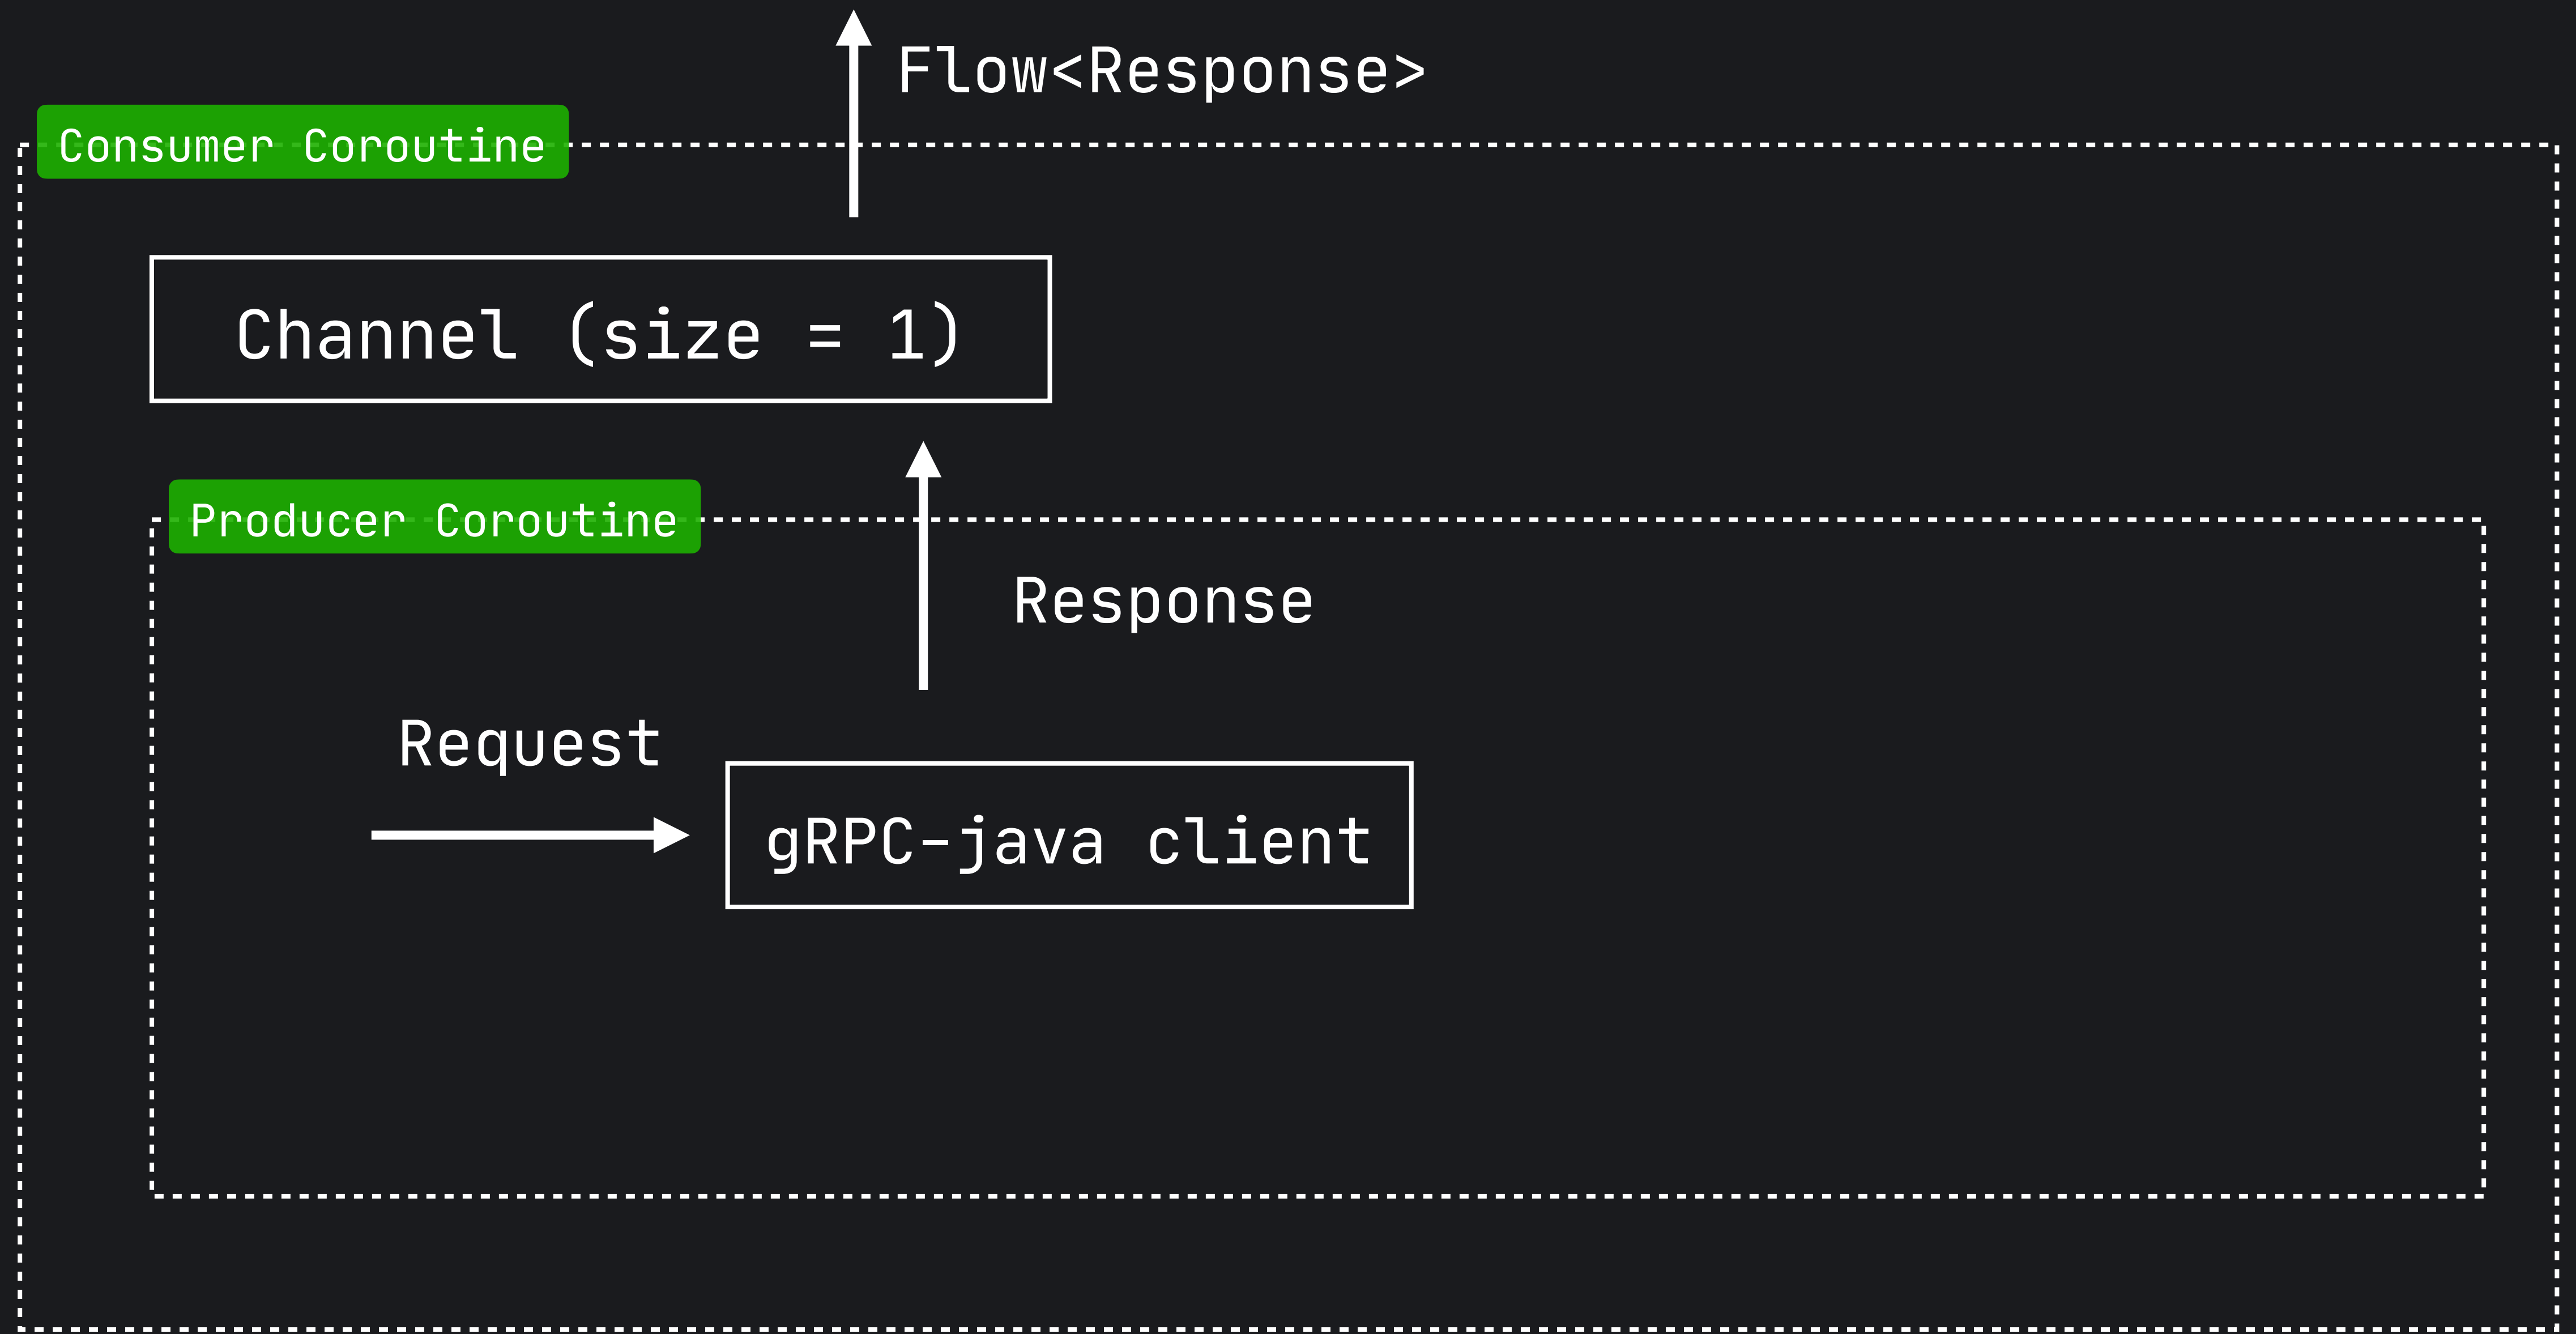 Flow<Response>
Consumer Coroutine
Channel (size = 1)
Producer Coroutine
Response
Request
gRPC-java client